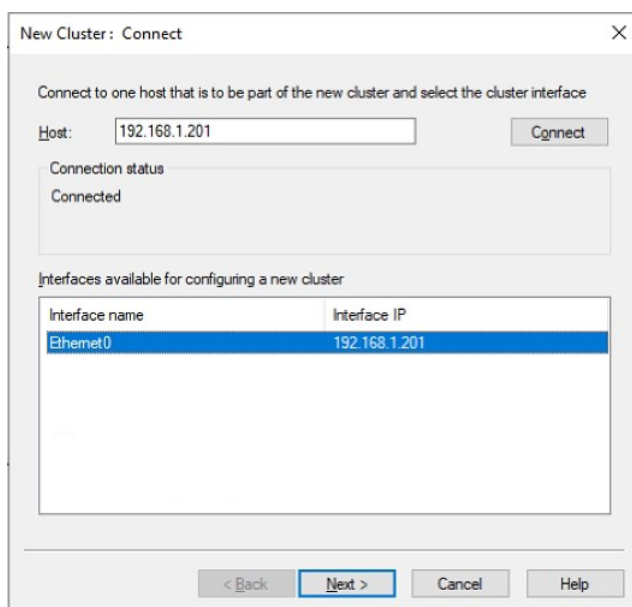 New Cluster: Connect
Connect to one host that is to be part of the new cluster and select the cluster interface
Host: 192.168.1.201 Connect
Connection status
Connected
Interfaces available for configuring a new cluster
Interface name Interface IP
Ethernet0 192.168.1.201
< Back Next > Cancel Help